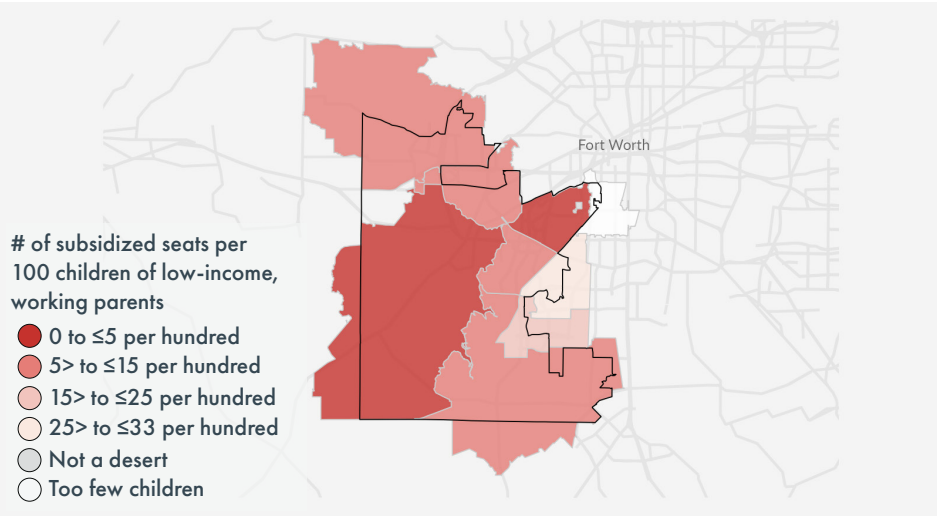 Fort Worth
# of subsidized seats per
100 children of low-income,
working parents
0 to ≤5 per hundred
5> to ≤15 per hundred
15> to ≤25 per hundred
25> to ≤33 per hundred
Not a desert
Too few children